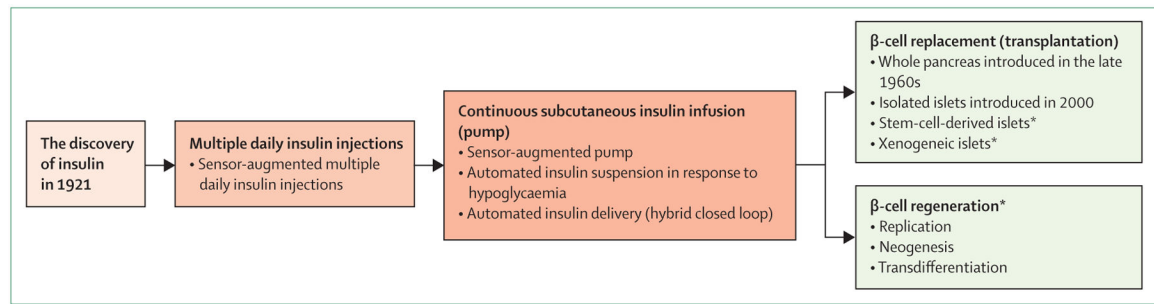 The discovery
of insulin
in 1921
Multiple daily insulin injections
• Sensor-augmented multiple
daily insulin injections
Continuous subcutaneous insulin infusion
(pump)
• Sensor-augmented pump
• Automated insulin suspension in response to
hypoglycaemia
• Automated insulin delivery (hybrid closed loop)
β-cell replacement (transplantation)
• Whole pancreas introduced in the late
1960s
• Isolated islets introduced in 2000
• Stem-cell-derived islets*
• Xenogeneic islets*
β-cell regeneration*
• Replication
• Neogenesis
• Transdifferentiation